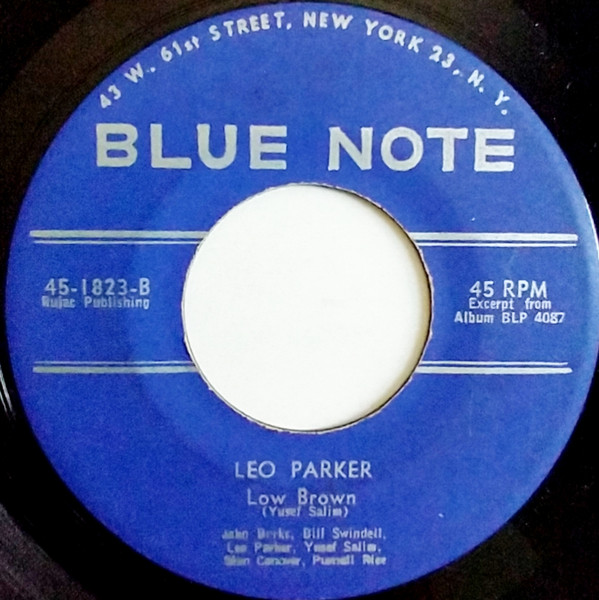 43 W. 61st STREET, NEW YORK 23, N. Y.
BLUE NOTE
45-1823-B
Rujac Publishing
45 RPM
Excerpt from
Album BLP 4087
LEO PARKER
Low Brown
(Yusef Salim)
John Burks, Bill Swindell,
Leo Parker, Yusef Salim,
Stan Conover, Purnell Rice